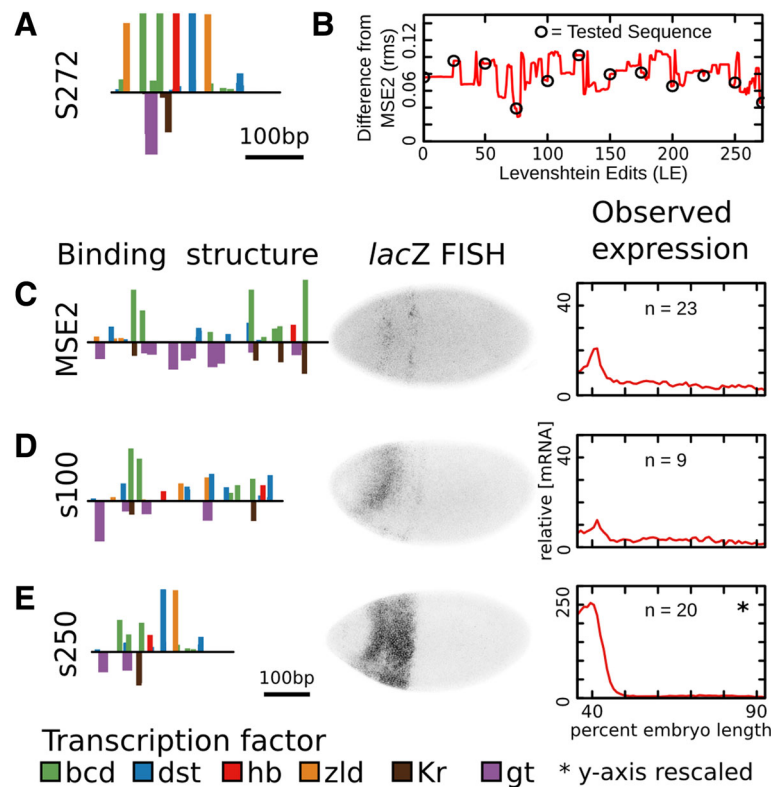 A
S272
100bp
B
Difference from
MSE2 (rms)
0.12
0.06
0
O = Tested Sequence
0 50 100 150 200 250
Levenshtein Edits (LE)
Binding structure
lacZ FISH
Observed
expression
C
MSE2
40
0
n = 23
D
s100
relative [mRNA]
40
0
n = 9
E
s250
100bp
250
0
n = 20
*
40 90
percent embryo length
Transcription factor
bcd dst hb zld Kr gt * y-axis rescaled